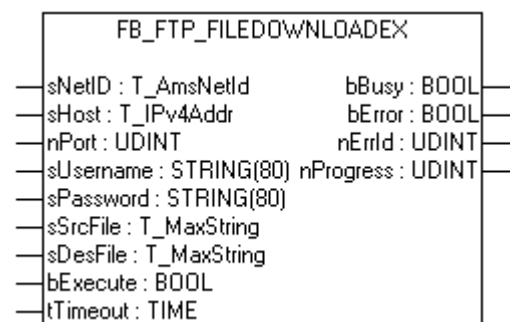 FB_FTP_FILEDOWNLOADEX
sNetID : T_AmsNetId bBusy : BOOL
sHost : T_IPv4Addr bError : BOOL
nPort : UDINT nErrId : UDINT
sUsername : STRING(80) nProgress : UDINT
sPassword : STRING(80)
sSrcFile : T_MaxString
sDesFile : T_MaxString
bExecute : BOOL
tTimeout : TIME